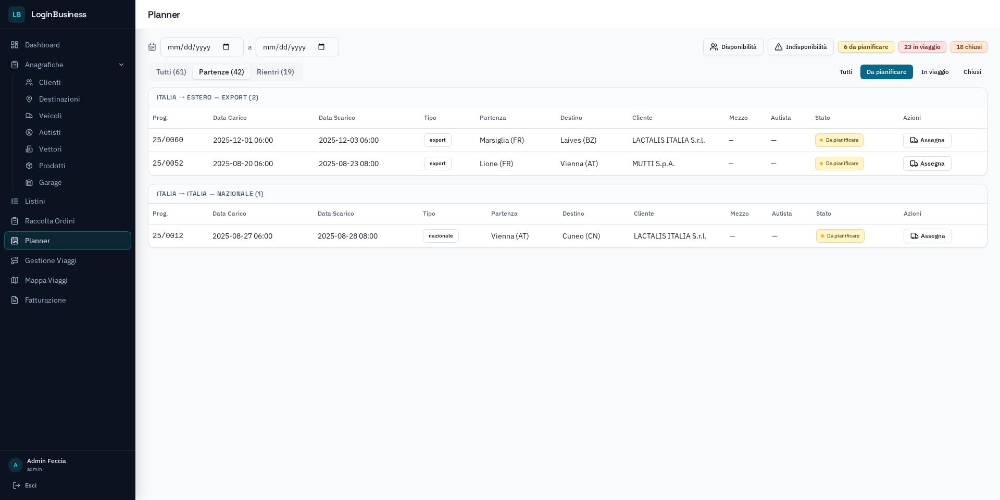 LB LoginBusiness
Dashboard
Anagrafiche
Clienti
Destinazioni
Veicoli
Autisti
Vettori
Prodotti
Garage
Listini
Raccolta Ordini
Planner
Gestione Viaggi
Mappa Viaggi
Fatturazione
A Admin Feccia
admin
Esci
Planner
mm/dd/yyyy a mm/dd/yyyy Disponibilità Indisponibilità 6 da pianificare 23 in viaggio 18 chiusi
Tutti (61) Partenze (42) Rientri (19) Tutti Da pianificare In viaggio Chiusi
ITALIA → ESTERO — EXPORT (2)
Prog. Data Carico Data Scarico Tipo Partenza Destino Cliente Mezzo Autista Stato Azioni
25/0060 2025-12-01 06:00 2025-12-03 06:00 export Marsiglia (FR) Laives (BZ) LACTALIS ITALIA S.r.l. — — Da pianificare Assegna
25/0052 2025-08-20 06:00 2025-08-23 08:00 export Lione (FR) Vienna (AT) MUTTI S.p.A. — — Da pianificare Assegna
ITALIA → ITALIA — NAZIONALE (1)
Prog. Data Carico Data Scarico Tipo Partenza Destino Cliente Mezzo Autista Stato Azioni
25/0012 2025-08-27 06:00 2025-08-28 08:00 nazionale Vienna (AT) Cuneo (CN) LACTALIS ITALIA S.r.l. — — Da pianificare Assegna